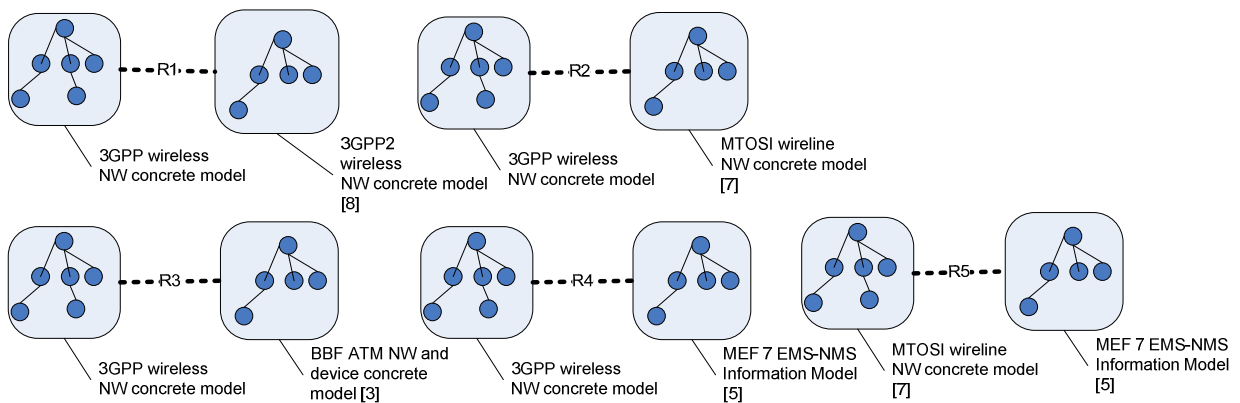 R1
R2
3GPP wireless
NW concrete model
3GPP2
wireless
NW concrete model
[8]
3GPP wireless
NW concrete model
MTOSI wireline
NW concrete model
[7]
R3
R4
R5
3GPP wireless
NW concrete model
BBF ATM NW and
device concrete
model [3]
3GPP wireless
NW concrete model
MEF 7 EMS-NMS
Information Model
[5]
MTOSI wireline
NW concrete model
[7]
MEF 7 EMS-NMS
Information Model
[5]